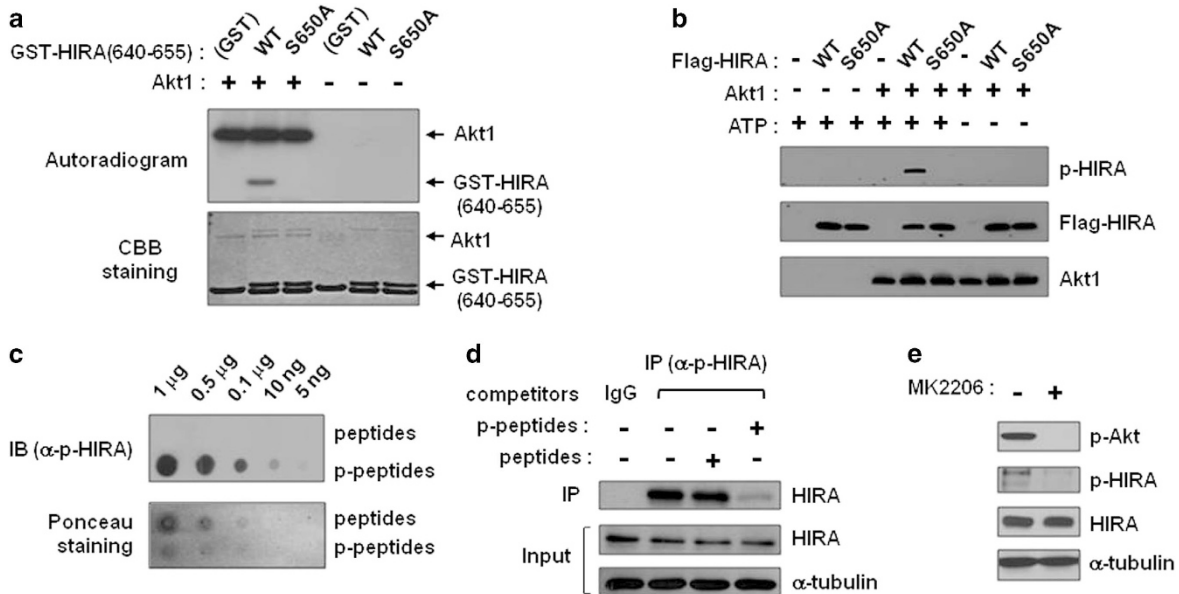 a
GST-HIRA(640-655) : (GST) WT S650A (GST) WT S650A
Akt1 : + + + - - -
Autoradiogram
Akt1
GST-HIRA
(640-655)
CBB
staining
Akt1
GST-HIRA
(640-655)
b
Flag-HIRA : - WT S650A - WT S650A - WT S650A
Akt1 : - - - + + + + + +
ATP : + + + + + + - - -
p-HIRA
Flag-HIRA
Akt1
c
1 µg 0.5 µg 0.1 µg 10 ng 5 ng
IB (α-p-HIRA)
peptides
p-peptides
Ponceau
staining
peptides
p-peptides
d
IP (α-p-HIRA)
competitors IgG
p-peptides : - - - +
peptides : - - + -
IP
HIRA
Input
HIRA
α-tubulin
e
MK2206 : - +
p-Akt
p-HIRA
HIRA
α-tubulin